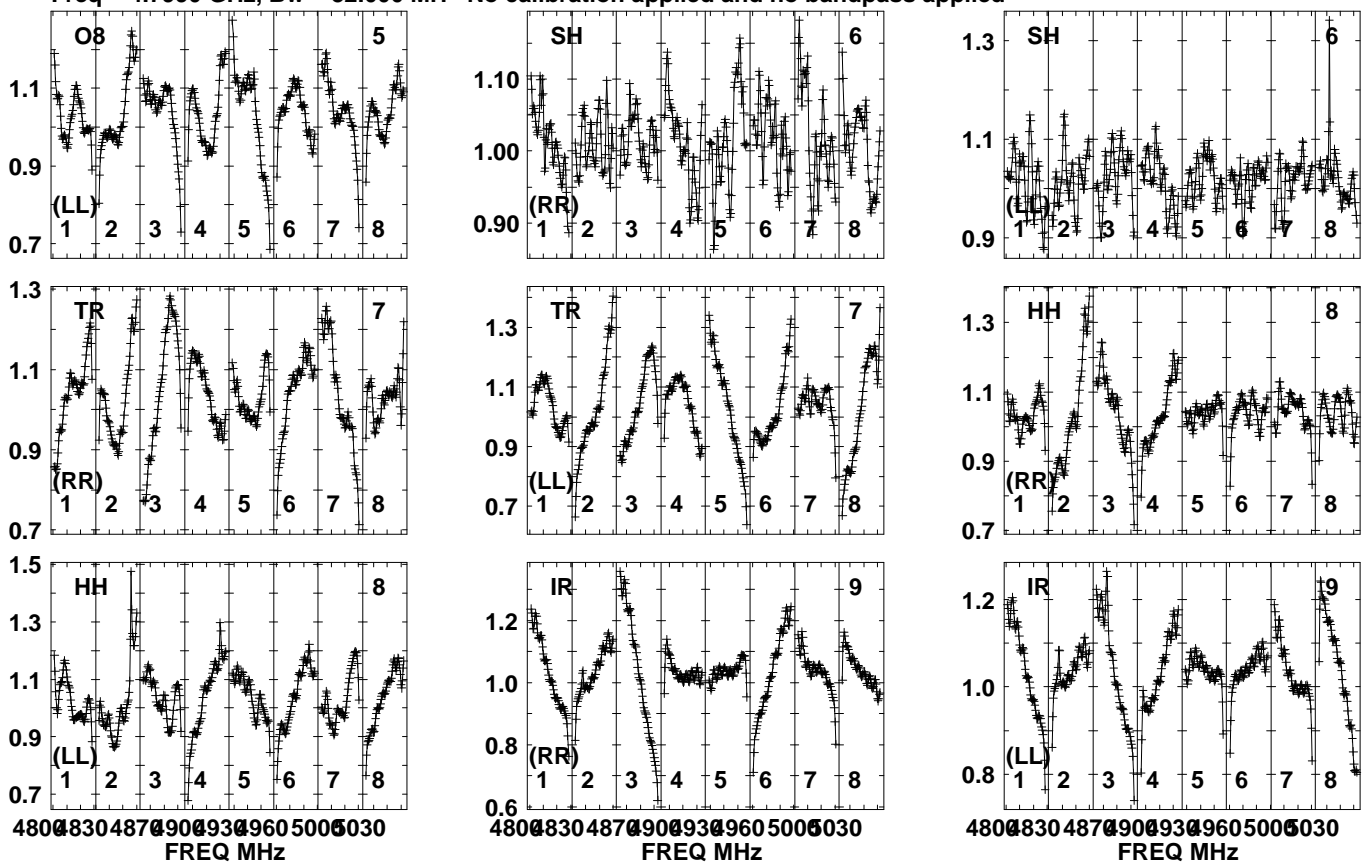 Freq GHz, Bw MH No calibration applied and no bandpass applied
O8 5
1.1
0.9
0.7
(LL)
1 2 3 4 5 6 7 8
SH 6
1.10
1.00
0.90
(RR)
1 2 3 4 5 6 7 8
SH 6
1.3
1.1
0.9
(LL)
1 2 3 4 5 6 7 8
TR 7
1.3
1.1
0.9
0.7
(RR)
1 2 3 4 5 6 7 8
TR 7
1.3
1.1
0.9
0.7
(LL)
1 2 3 4 5 6 7 8
HH 8
1.3
1.1
0.9
0.7
(RR)
1 2 3 4 5 6 7 8
HH 8
1.5
1.3
1.1
0.9
0.7
(LL)
1 2 3 4 5 6 7 8
IR 9
1.2
1.0
0.8
0.6
(RR)
1 2 3 4 5 6 7 8
IR 9
1.2
1.0
0.8
(LL)
1 2 3 4 5 6 7 8
4800 4830 4870 4900 4930 4960 5000 5030
FREQ MHz
4800 4830 4870 4900 4930 4960 5000 5030
FREQ MHz
4800 4830 4870 4900 4930 4960 5000 5030
FREQ MHz